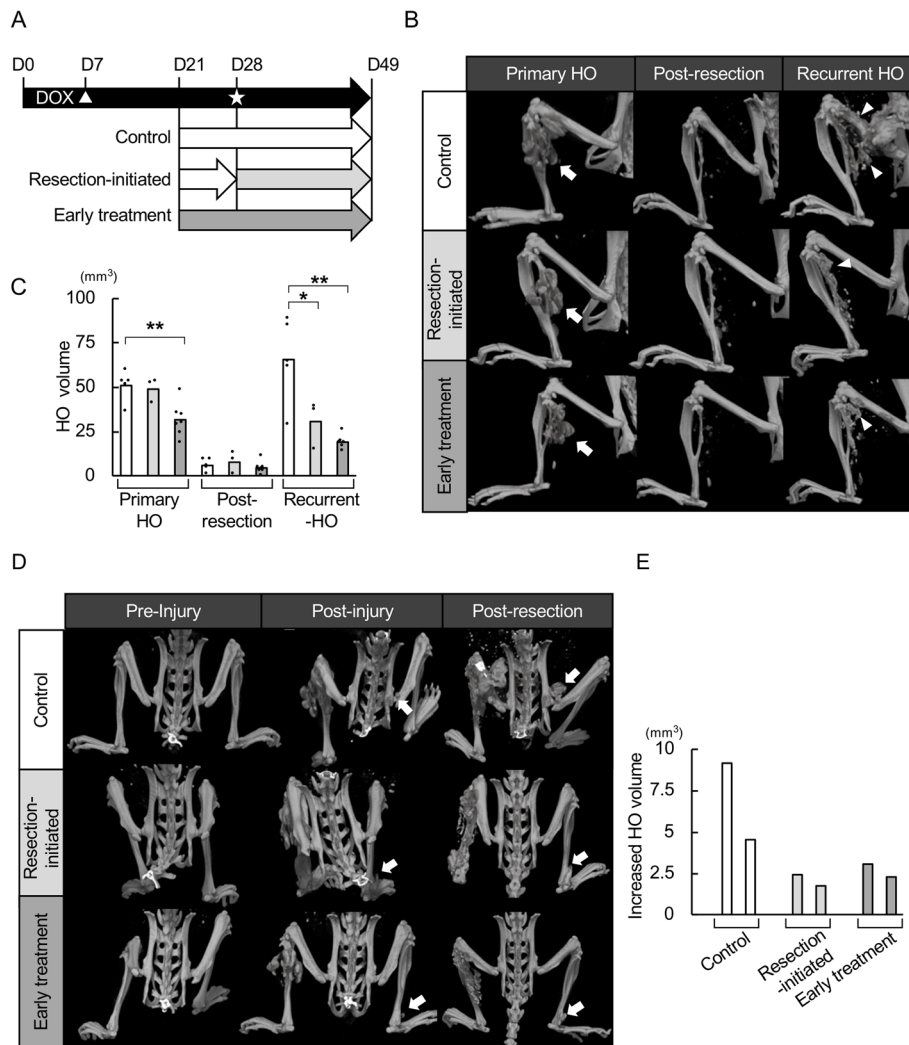 A
D0 D7 D21 D28 D49
DOX
Control
Resection-initiated
Early treatment
B
Primary HO Post-resection Recurrent HO
Control
Resection-
initiated
Early treatment
C
(mm³)
HO volume
100
75
50
25
0
** * **
Primary
HO
Post-
resection
Recurrent
-HO
D
Pre-Injury Post-injury Post-resection
Control
Resection-
initiated
Early treatment
E
(mm³)
Increased HO volume
10
7.5
5
2.5
0
Control
Resection
-initiated
Early treatment